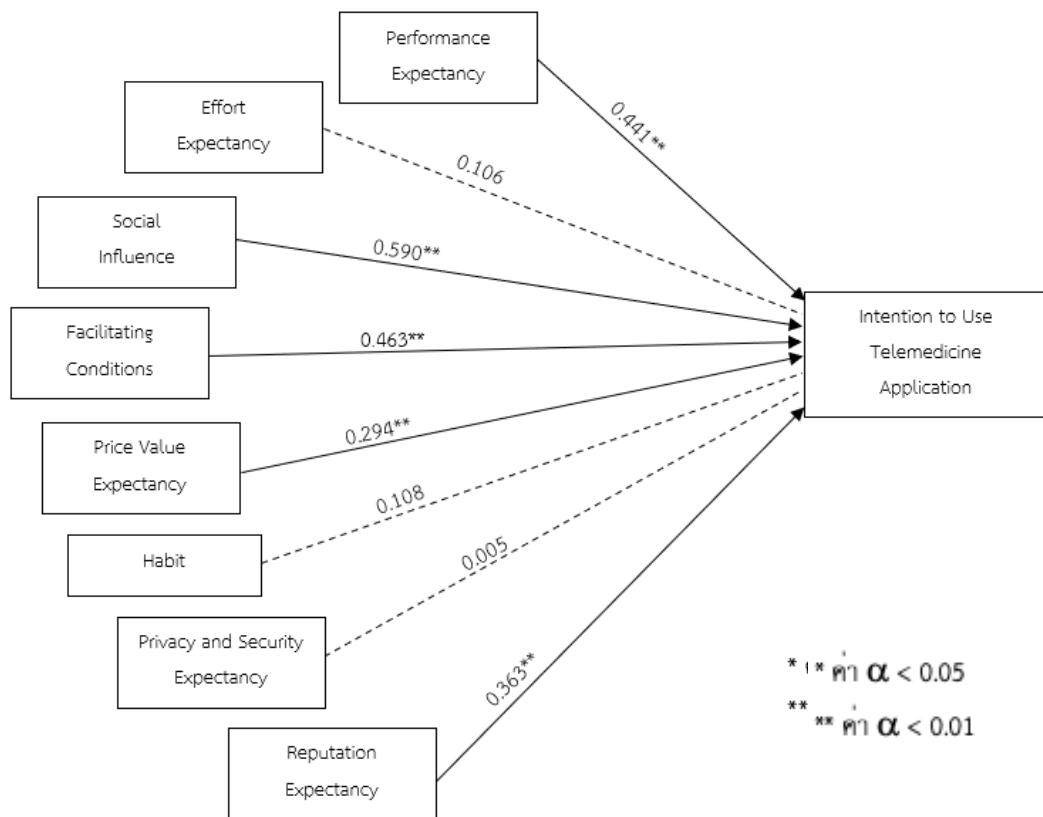 Performance
Expectancy
0.441**
Effort
Expectancy
0.106
Social
Influence
0.590**
Facilitating
Conditions
0.463**
Intention to Use
Telemedicine
Application
Price Value
Expectancy
0.294**
Habit
0.108
Privacy and Security
Expectancy
0.005
Reputation
Expectancy
0.363**
* * ค่า α < 0.05
** ** ค่า α < 0.01